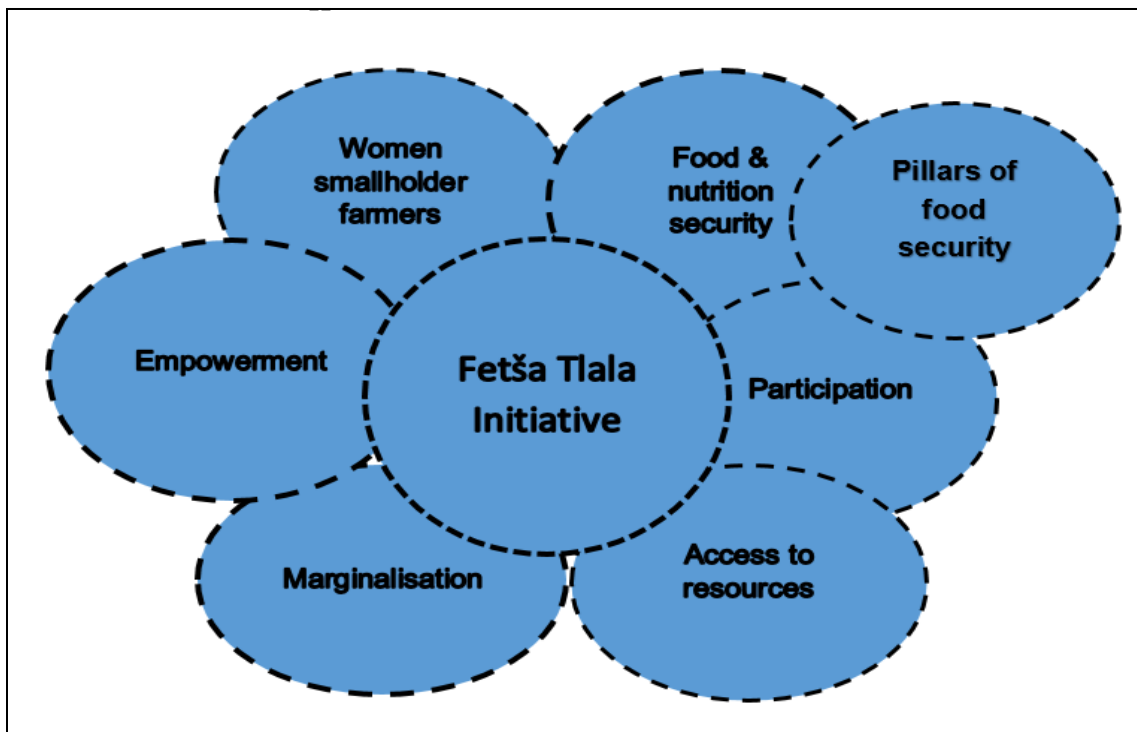 Women
smallholder
farmers
Food &
nutrition
security
Pillars of
food
security
Empowerment
Fetša Tlala
Initiative
Participation
Marginalisation
Access to
resources